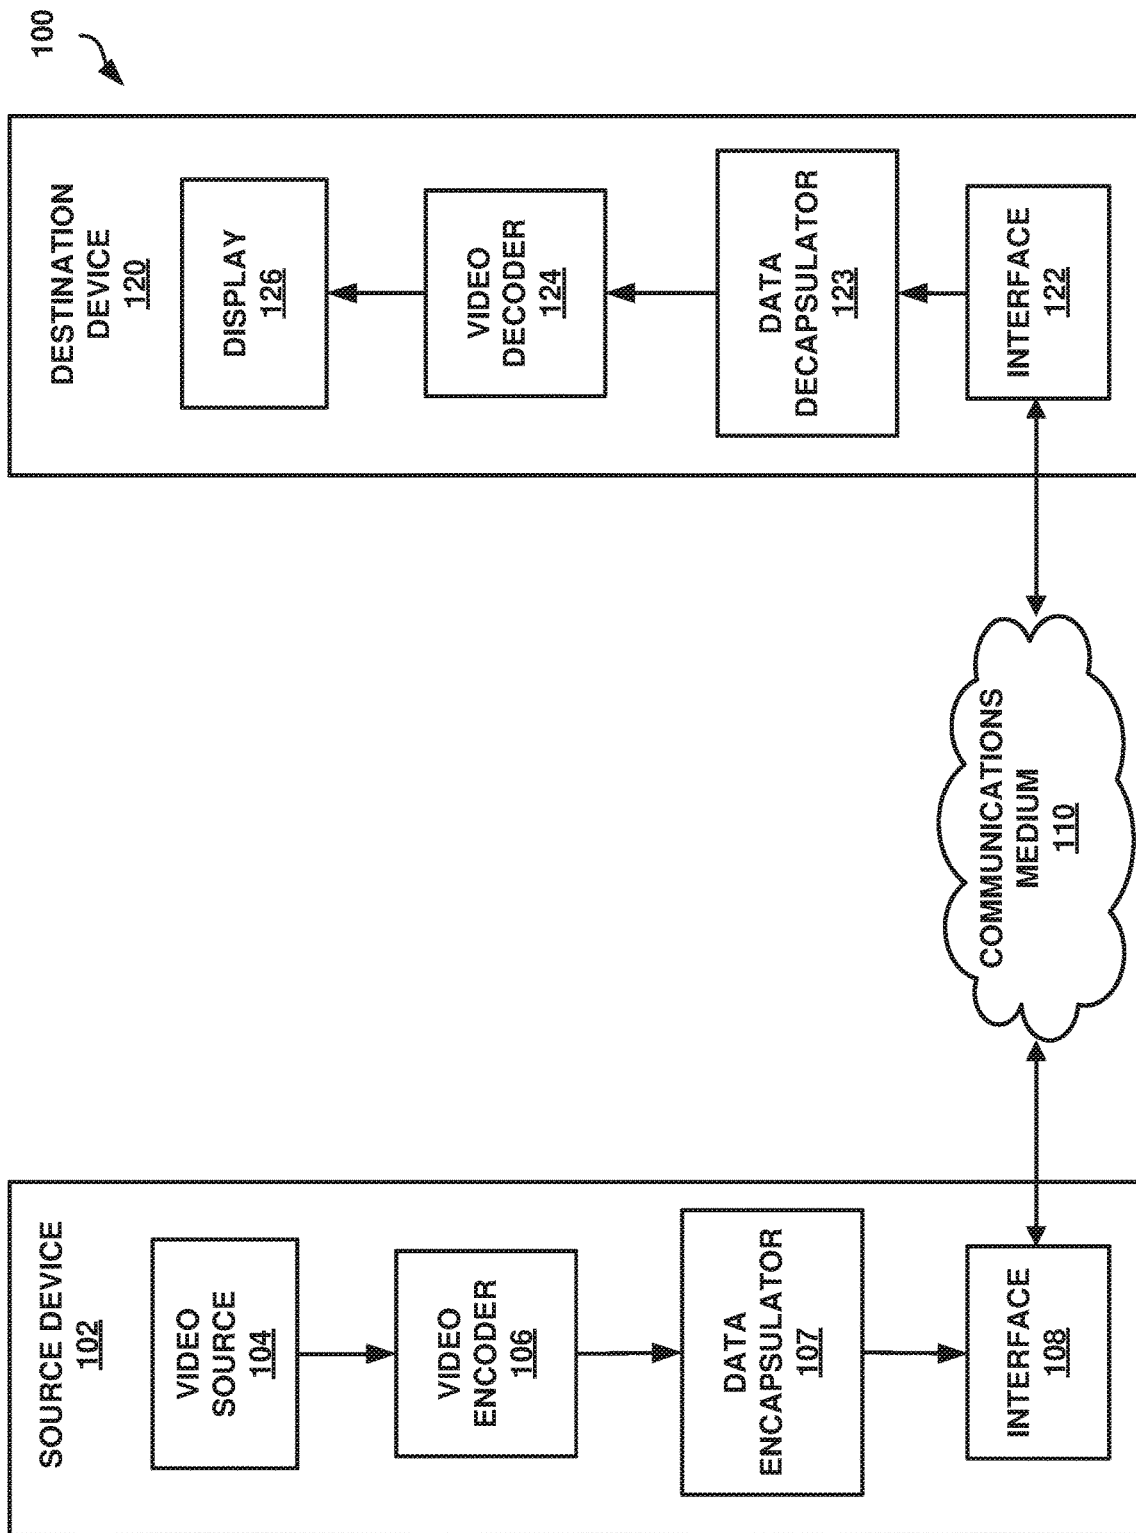 100
SOURCE DEVICE
102
VIDEO
SOURCE
104
VIDEO
ENCODER
106
DATA
ENCAPSULATOR
107
INTERFACE
108
COMMUNICATIONS
MEDIUM
110
DESTINATION
DEVICE
120
DISPLAY
126
VIDEO
DECODER
124
DATA
DECAPSULATOR
123
INTERFACE
122